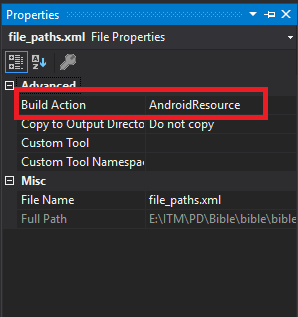 Properties
file_paths.xml File Properties
Advanced
Build Action AndroidResource
Copy to Output Directo Do not copy
Custom Tool
Custom Tool Namespac
Misc
File Name file_paths.xml
Full Path E:\ITM\PD\Bible\bible\bible